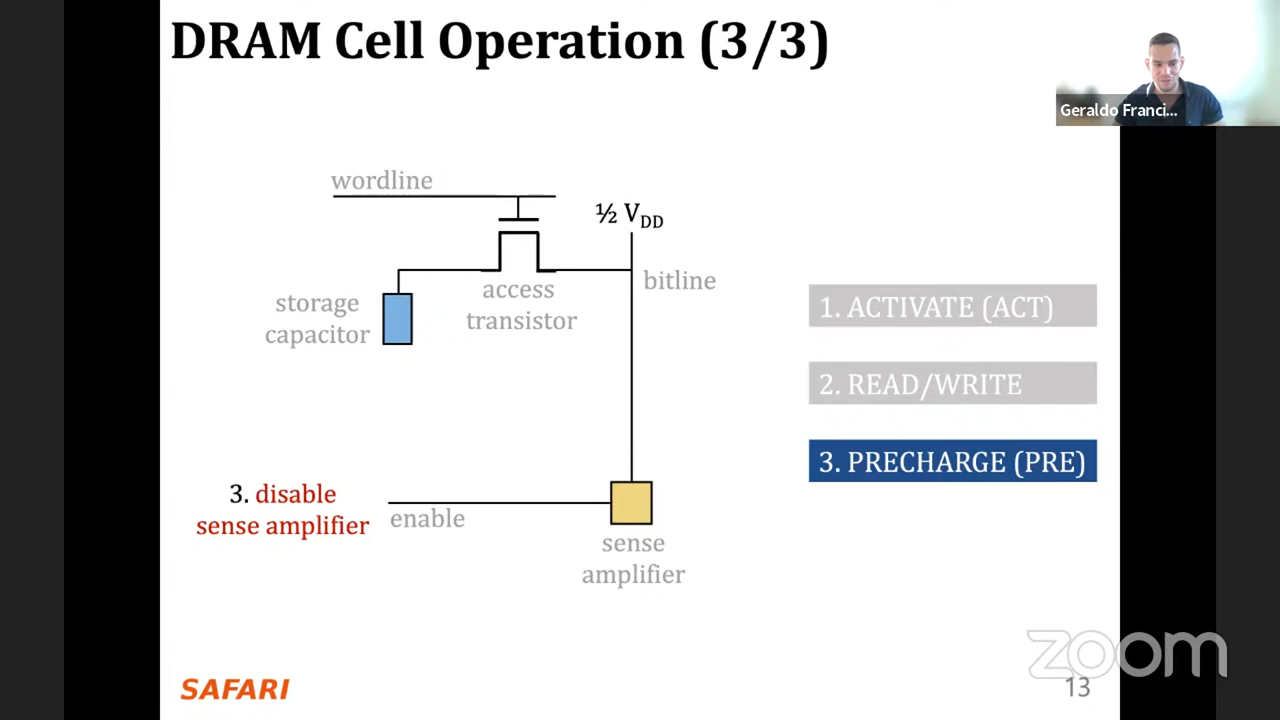 DRAM Cell Operation (3/3)
Geraldo Franci...
wordline
½ VDD
bitline
access
transistor
storage
capacitor
1. ACTIVATE (ACT)
2. READ/WRITE
3. PRECHARGE (PRE)
3. disable
sense amplifier
enable
sense
amplifier
SAFARI
zoom
13